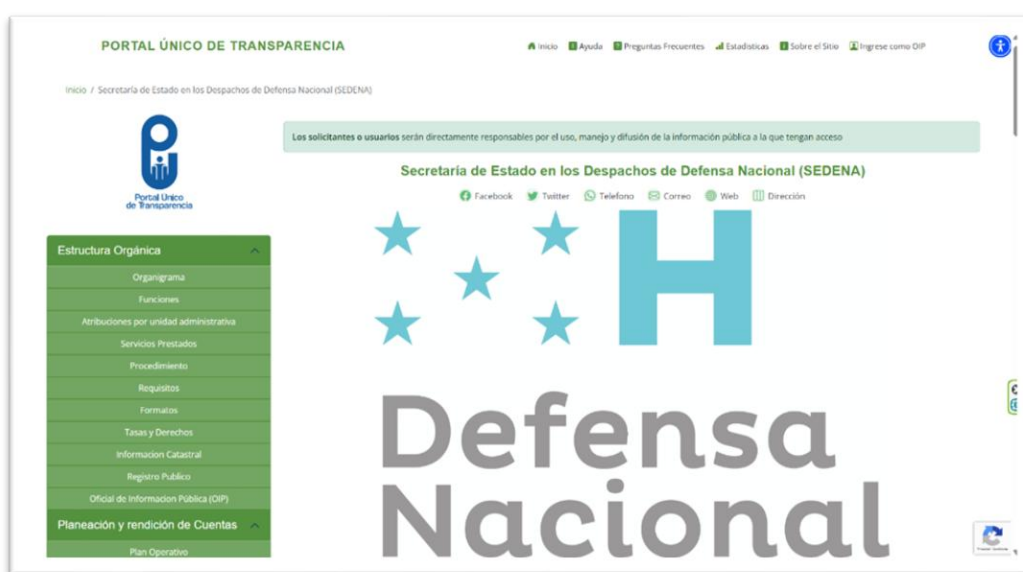 PORTAL ÚNICO DE TRANSPARENCIA
Inicio Ayuda Preguntas Frecuentes Estadisticas Sobre el Sitio Ingrese como OIP
Inicio / Secretaría de Estado en los Despachos de Defensa Nacional (SEDENA)
Portal Único
de Transparencia
Los solicitantes o usuarios serán directamente responsables por el uso, manejo y difusión de la información pública a la que tengan acceso
Secretaría de Estado en los Despachos de Defensa Nacional (SEDENA)
Facebook Twitter Telefono Correo Web Dirección
H
Defensa
Nacional
Estructura Orgánica
Organigrama
Funciones
Atribuciones por unidad administrativa
Servicios Prestados
Procedimiento
Requisitos
Formatos
Tasas y Derechos
Informacion Catastral
Registro Publico
Oficial de Informacion Pública (OIP)
Planeación y rendición de Cuentas
Plan Operativo